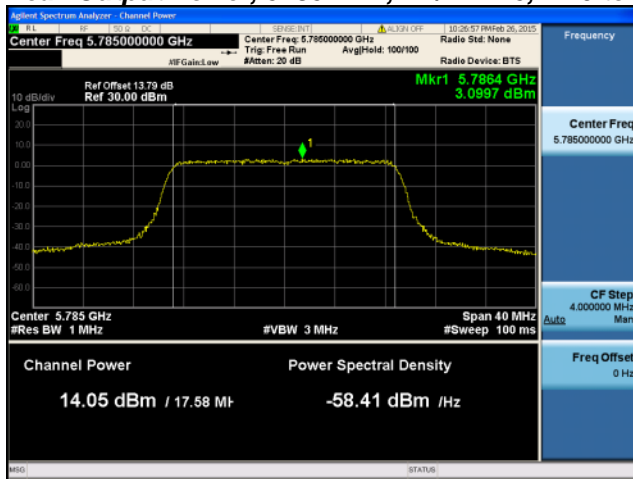 Agilent Spectrum Analyzer - Channel Power
RL RF 50 Ω DC SENSE:INT ALIGN OFF 10:26:57 PMFeb 26, 2015
Center Freq 5.785000000 GHz
Center Freq: 5.785000000 GHz
Radio Std: None
Trig: Free Run Avg|Hold: 100/100
#IFGain:Low #Atten: 20 dB Radio Device: BTS
Frequency
Ref Offset 13.79 dB
Mkr1 5.7864 GHz
10 dB/div Ref 30.00 dBm 3.0997 dBm
Log
20.0
10.0
0.00
-10.0
-20.0
-30.0
-40.0
-50.0
-60.0
1
Center Freq
5.785000000 GHz
Center 5.785 GHz Span 40 MHz
#Res BW 1 MHz #VBW 3 MHz #Sweep 100 ms
CF Step
4.000000 MHz
Auto Man
Channel Power Power Spectral Density
14.05 dBm / 17.58 MH -58.41 dBm /Hz
Freq Offset
0 Hz
MSG STATUS